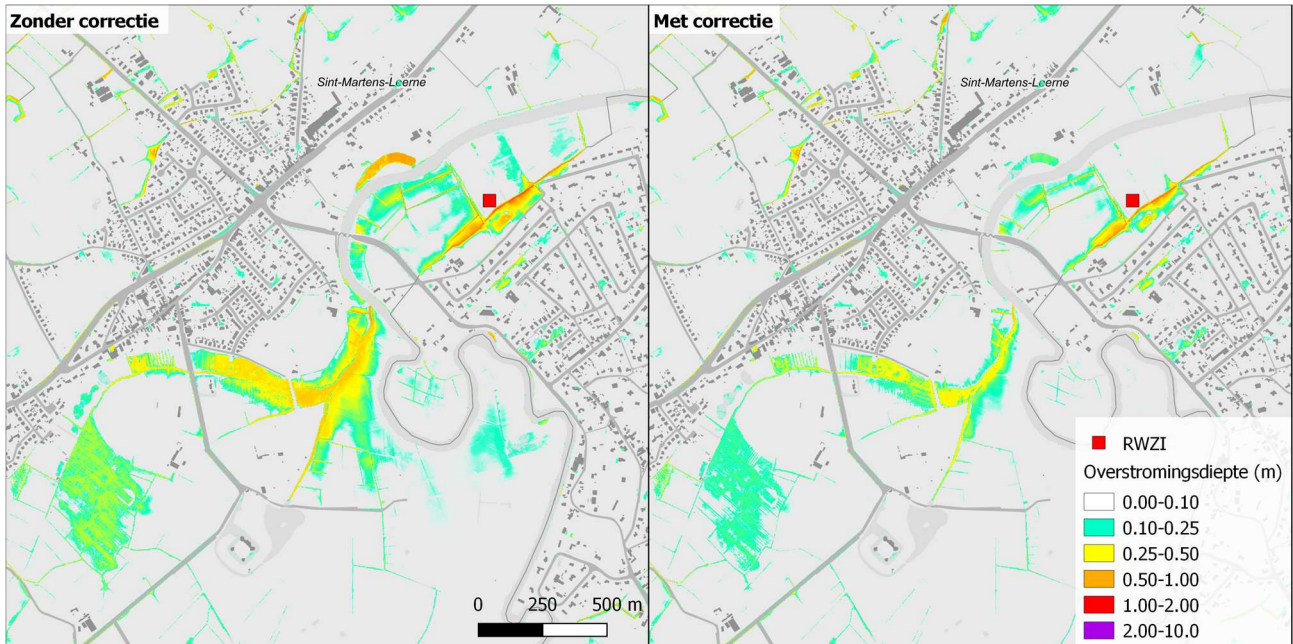 Zonder correctie
Met correctie
Sint-Martens-Leerne
Sint-Martens-Leerne
0 250 500 m
RWZI
Overstromingsdiepte (m)
0.00-0.10
0.10-0.25
0.25-0.50
0.50-1.00
1.00-2.00
2.00-10.0